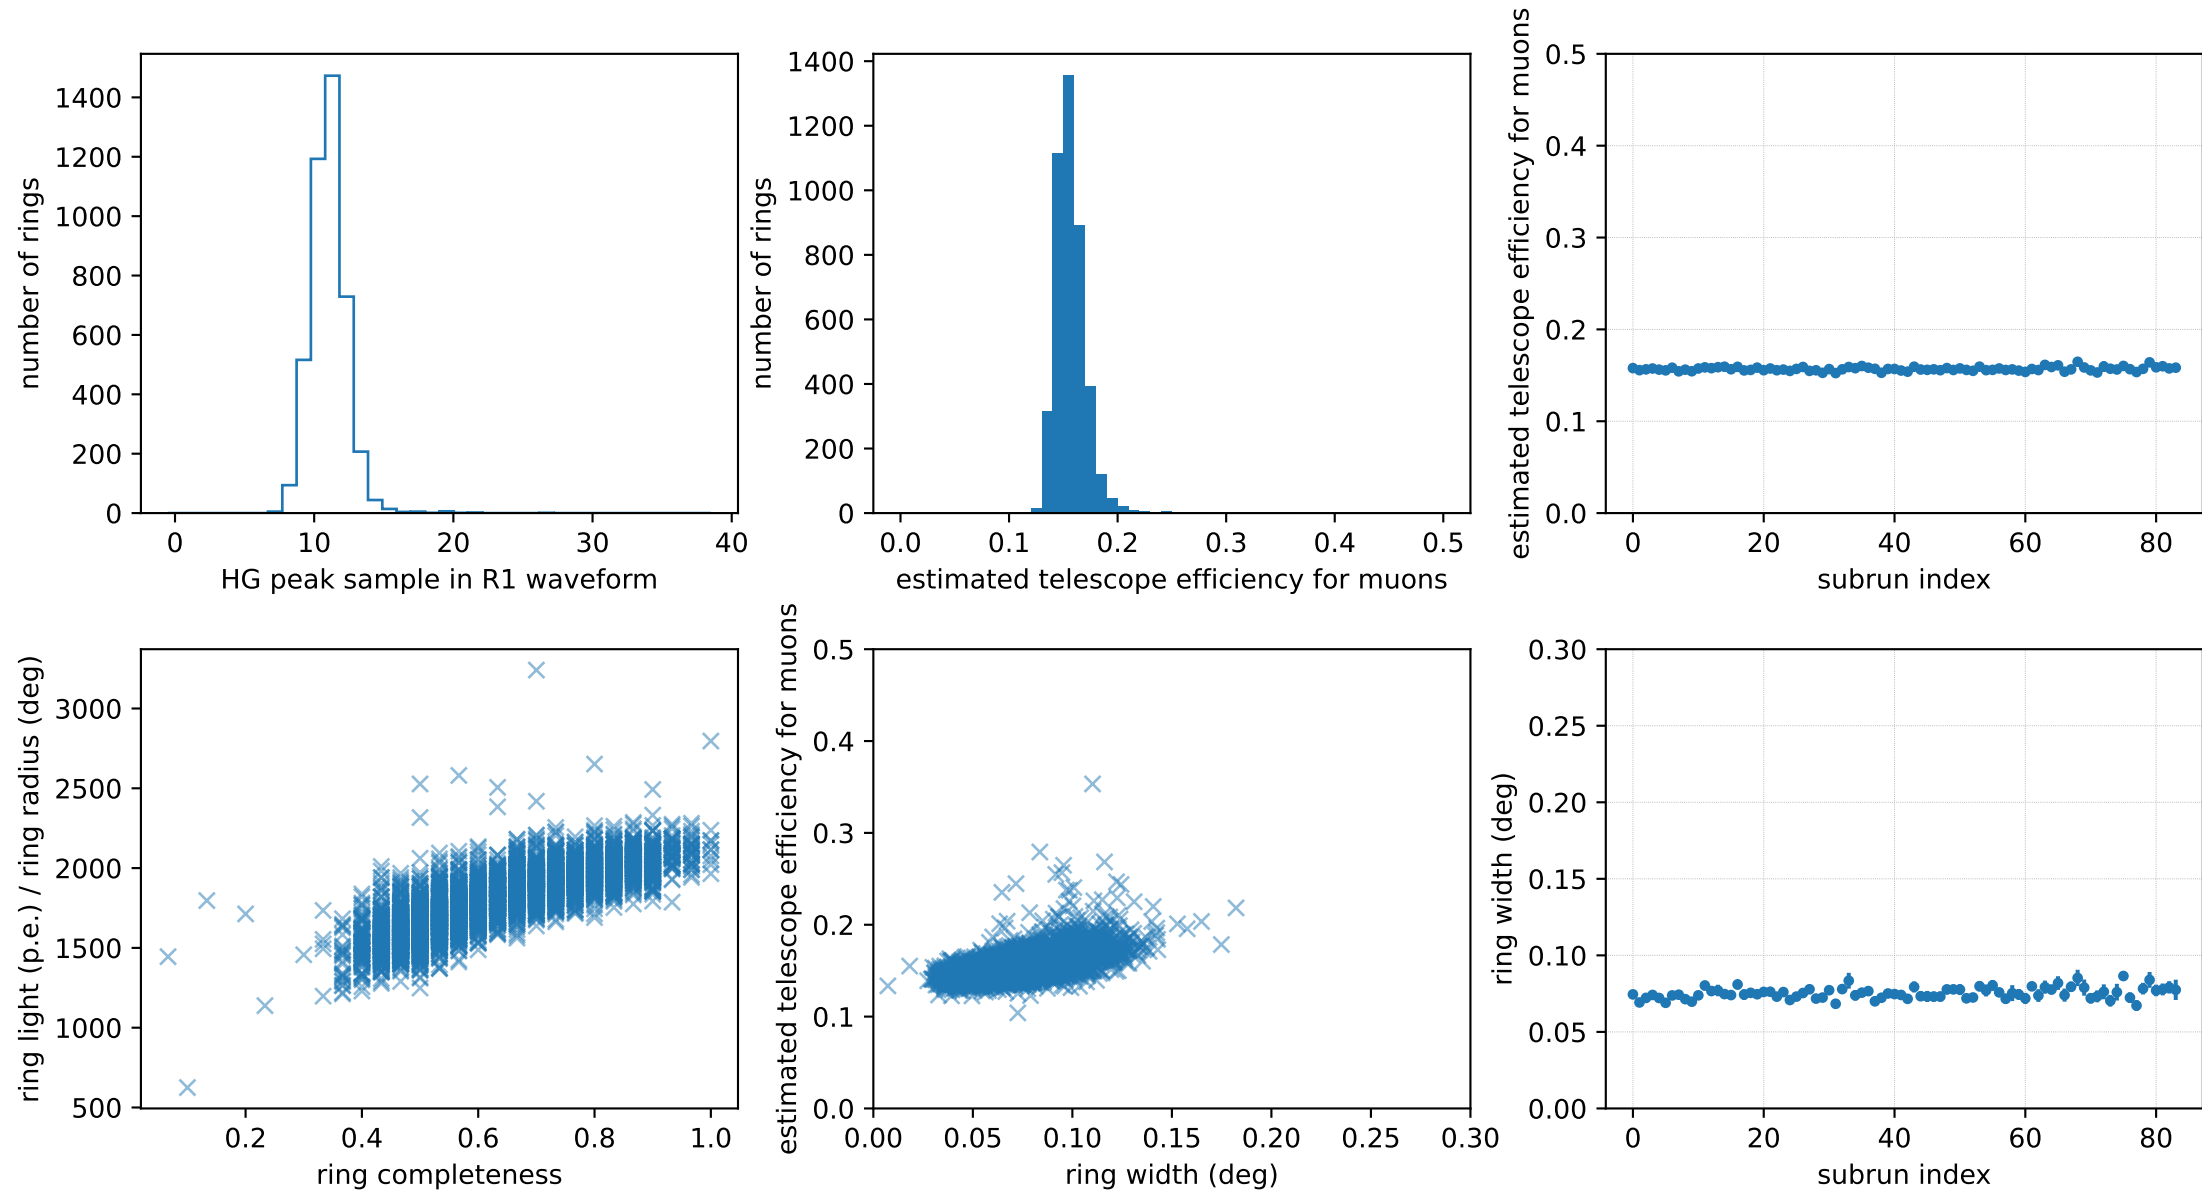 1400
1200
1000
800
600
400
200
0
number of rings
0 10 20 30 40
HG peak sample in R1 waveform
1400
1200
1000
800
600
400
200
0
number of rings
0.0 0.1 0.2 0.3 0.4 0.5
estimated telescope efficiency for muons
0.5
0.4
0.3
0.2
0.1
0.0
estimated telescope efficiency for muons
0 20 40 60 80
subrun index
3000
2500
2000
1500
1000
500
ring light (p.e.) / ring radius (deg)
0.2 0.4 0.6 0.8 1.0
ring completeness
0.5
0.4
0.3
0.2
0.1
0.0
estimated telescope efficiency for muons
0.00 0.05 0.10 0.15 0.20 0.25 0.30
ring width (deg)
0.30
0.25
0.20
0.15
0.10
0.05
0.00
ring width (deg)
0 20 40 60 80
subrun index